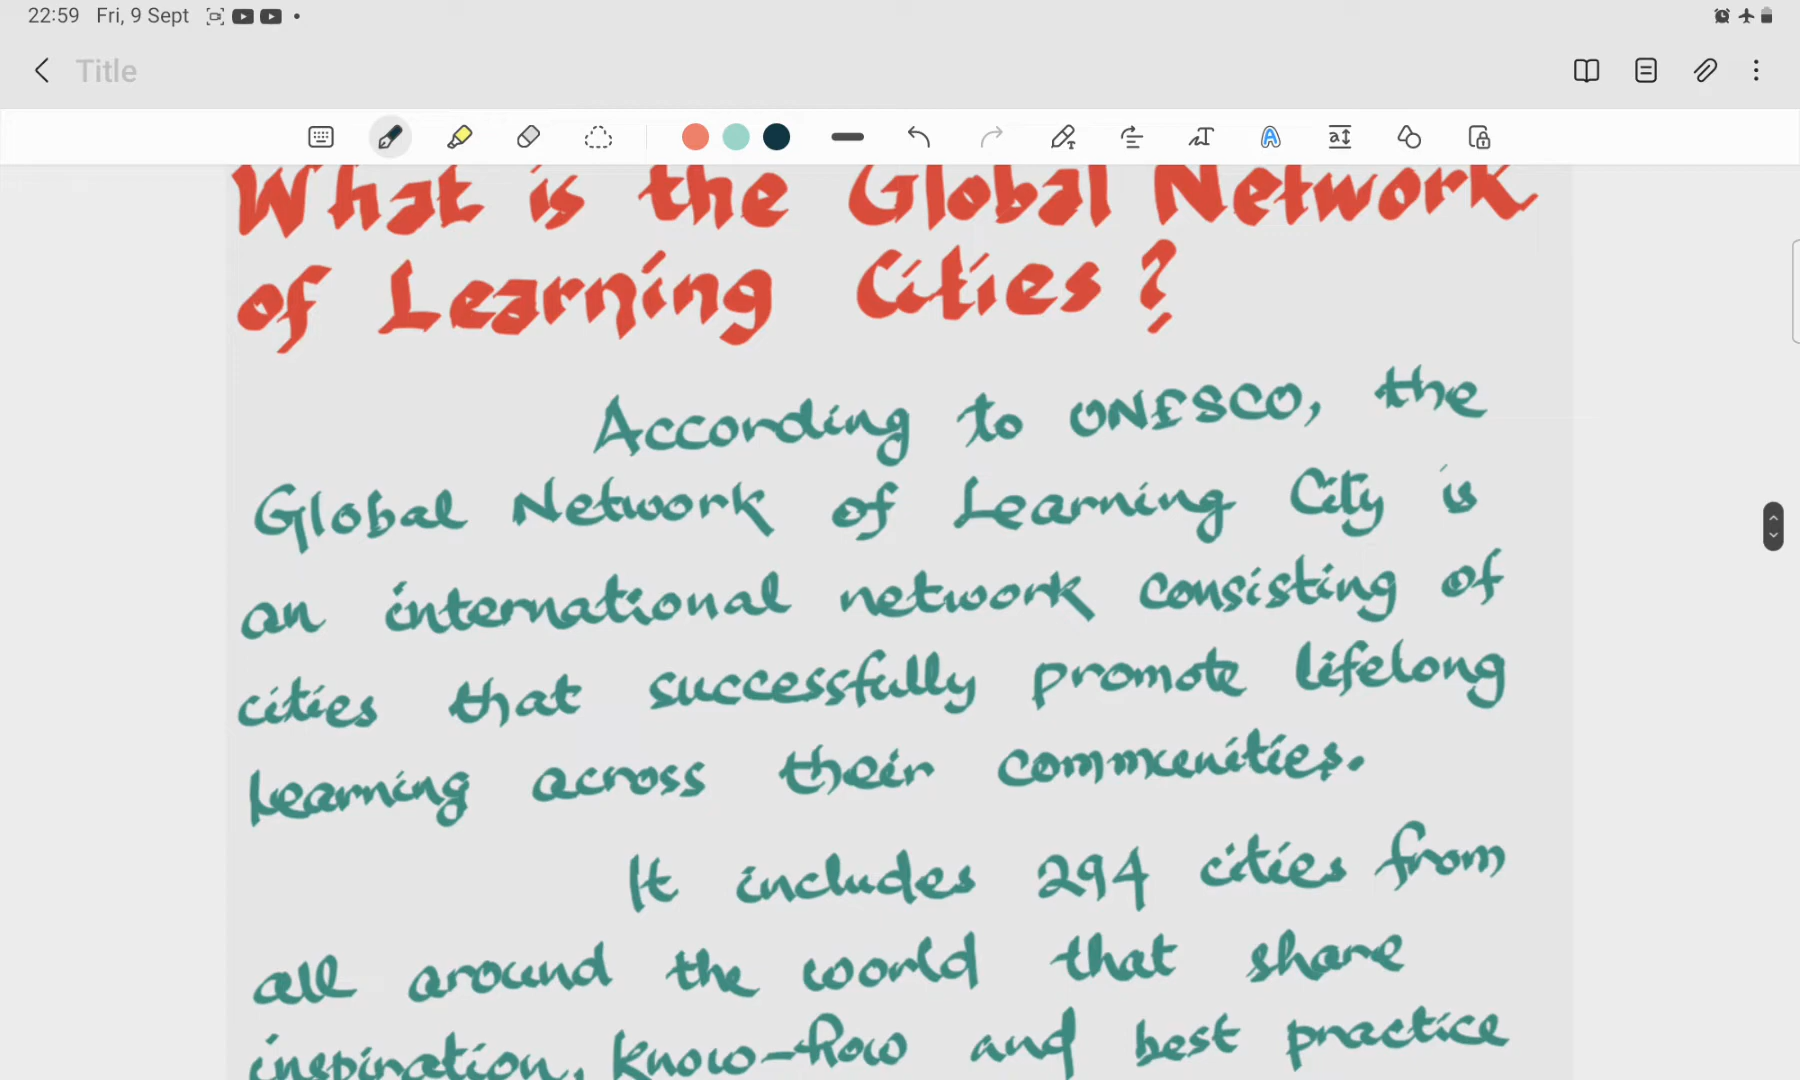 22:59 Fri, 9 Sept
Title
What is the Global Network
of Learning Cities?
According to UNESCO, the
Global Network of Learning City is
an international network consisting of
cities that successfully promote lifelong
learning across their communities.
It includes 294 cities from
all around the world that share
inspiration, know-how and best practice